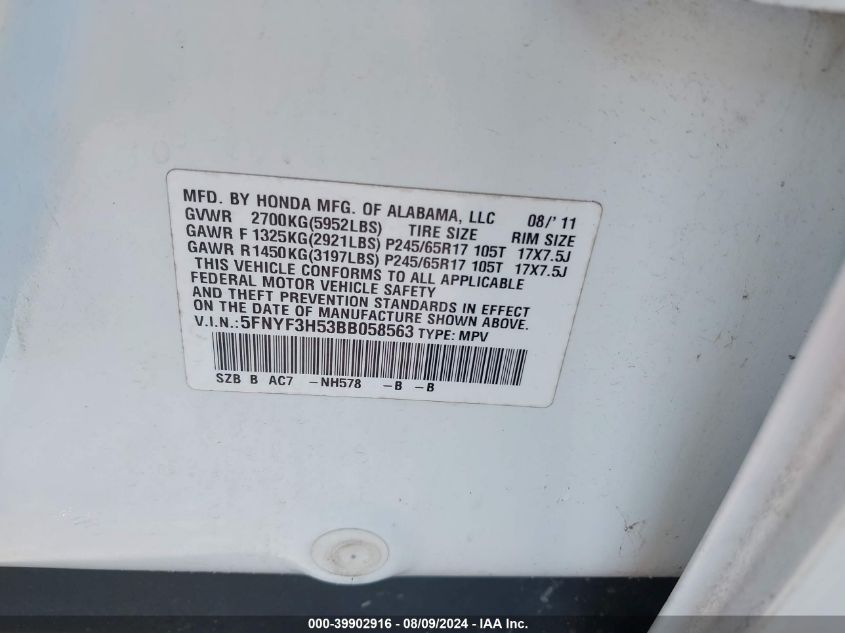 MFD. BY HONDA MFG. OF ALABAMA, LLC 08/'11
GVWR 2700KG(5952LBS) TIRE SIZE RIM SIZE
GAWR F 1325KG(2921LBS) P245/65R17 105T 17X7.5J
GAWR R 1450KG(3197LBS) P245/65R17 105T 17X7.5J
THIS VEHICLE CONFORMS TO ALL APPLICABLE
FEDERAL MOTOR VEHICLE SAFETY
AND THEFT PREVENTION STANDARDS IN EFFECT
ON THE DATE OF MANUFACTURE SHOWN ABOVE.
V.I.N.:5FNYF3H53BB058563 TYPE: MPV
SZB B AC7 -NH578 -B -B
000-39902916 - 08/09/2024 - IAA Inc.